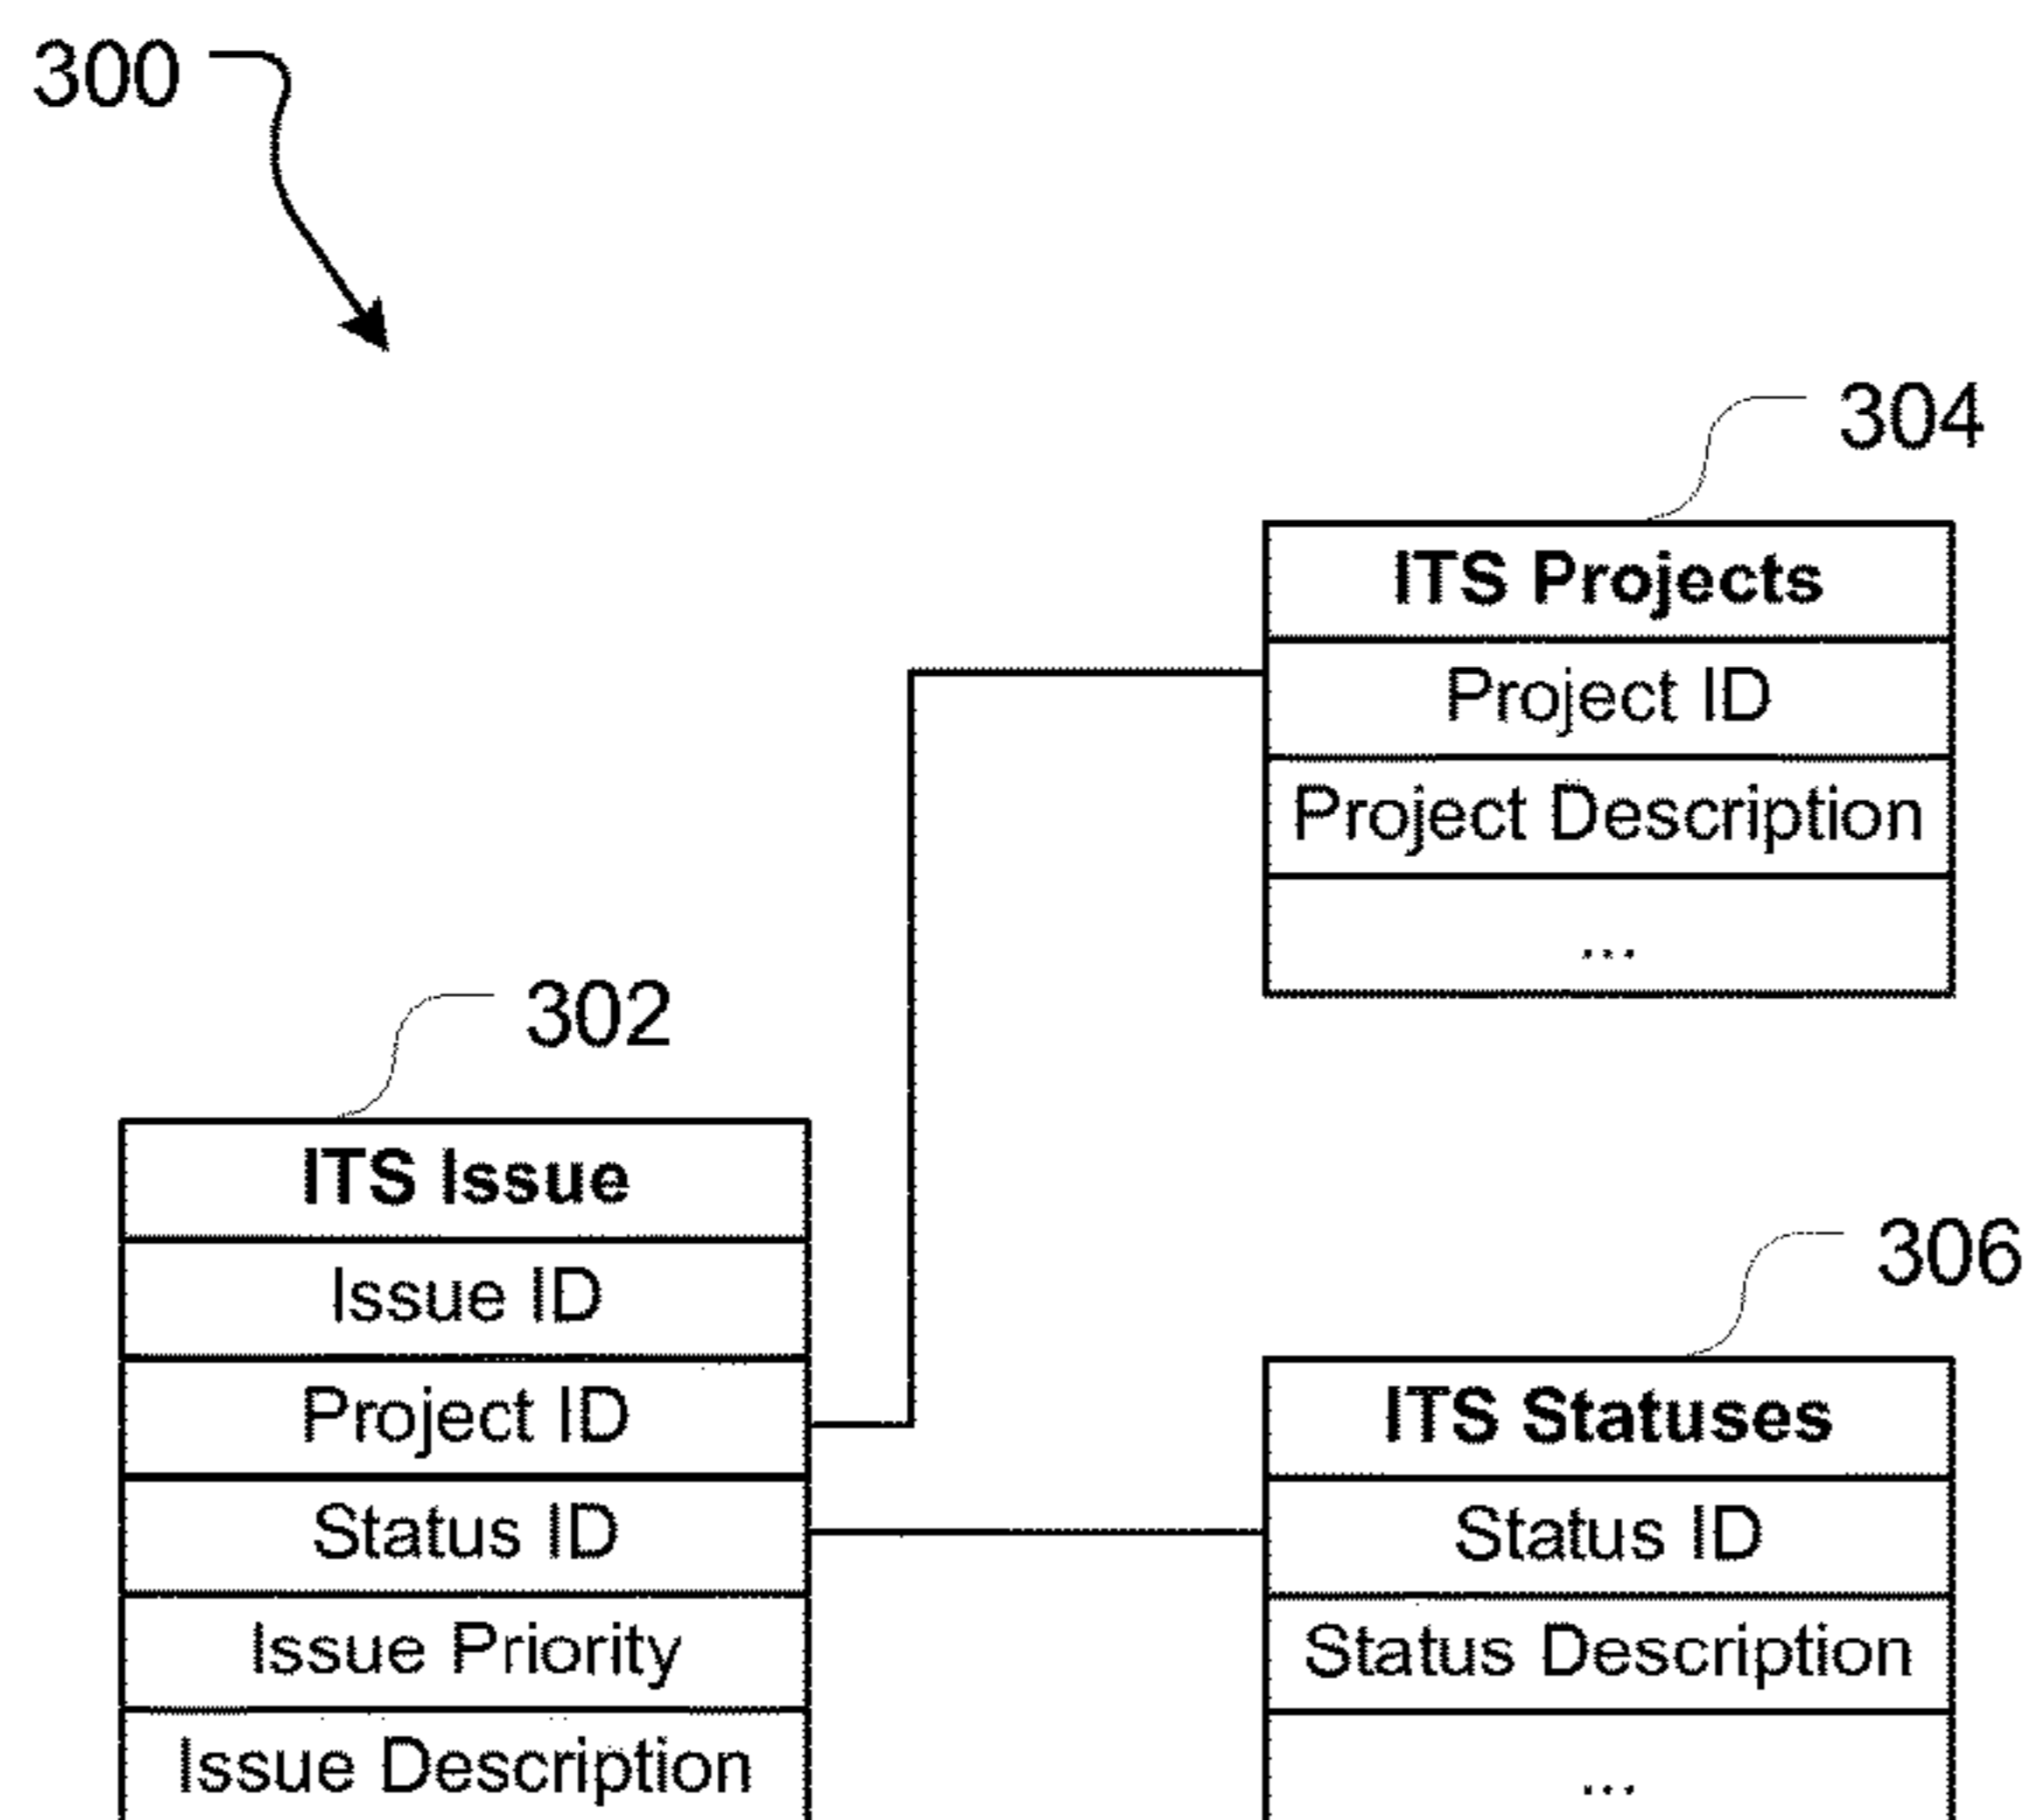 300
304
ITS Projects
Project ID
Project Description
...
302
ITS Issue
Issue ID
Project ID
Status ID
Issue Priority
Issue Description
306
ITS Statuses
Status ID
Status Description
...